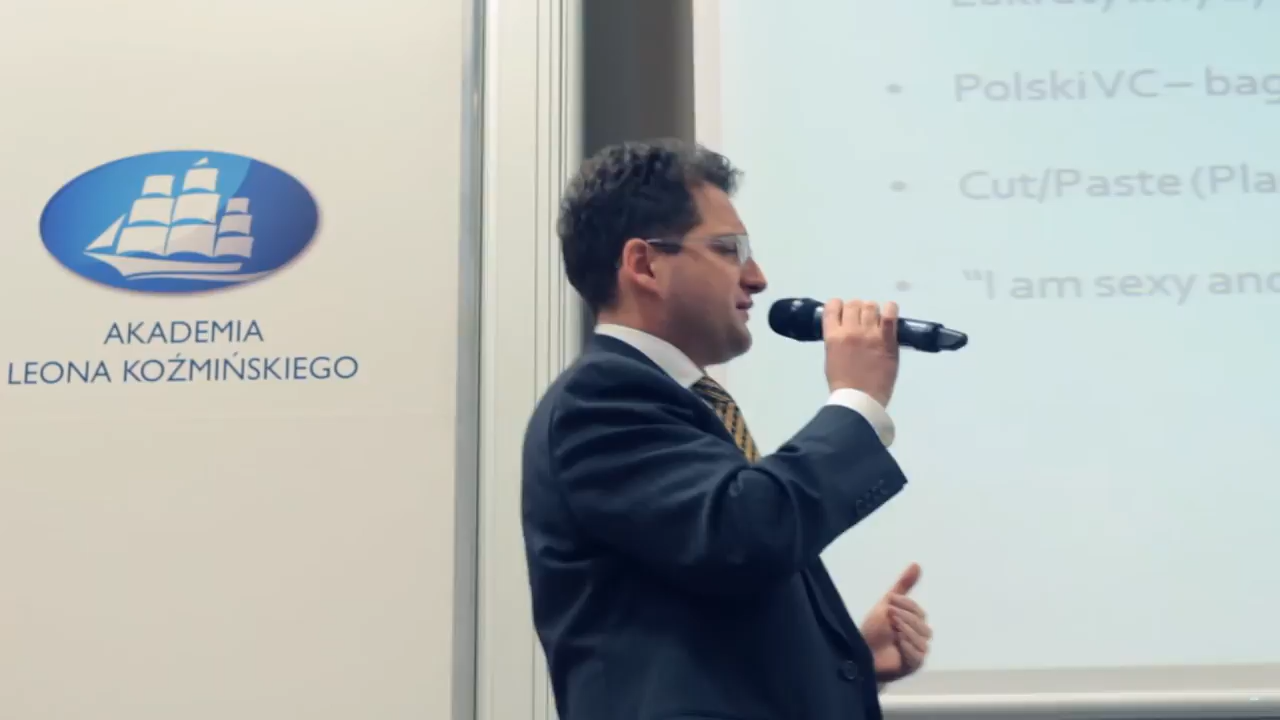 AKADEMIA
LEONA KOŹMIŃSKIEGO
• Polski VC – bag
• Cut/Paste (Pla
• "I am sexy and